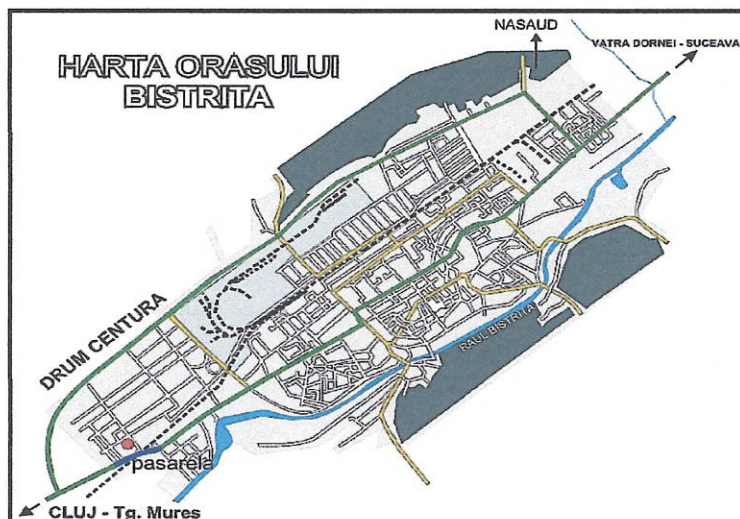 NASAUD
VATRA DORNEI - SUCEAVA
HARTA ORASULUI
BISTRITA
DRUM CENTURA
RAUL BISTRITA
pasarela
CLUJ - Tg. Mures